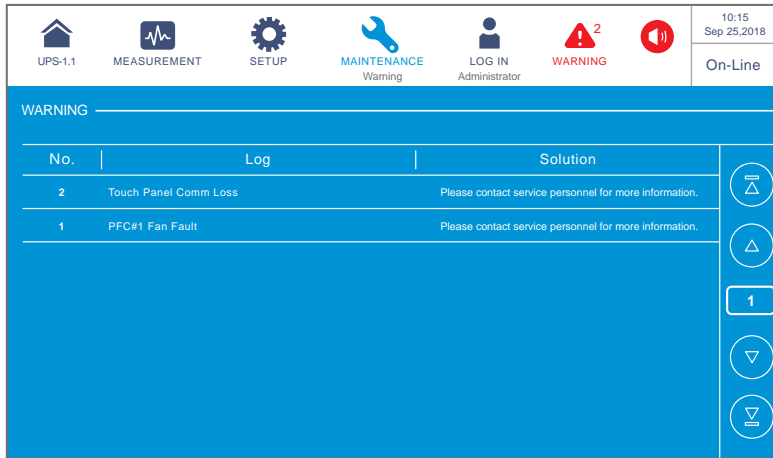 10:15
Sep 25,2018
2
UPS-1.1 MEASUREMENT SETUP MAINTENANCE LOG IN WARNING
Warning Administrator
On-Line
WARNING
No. Log Solution
2 Touch Panel Comm Loss Please contact service personnel for more information.
1 PFC#1 Fan Fault Please contact service personnel for more information.
1